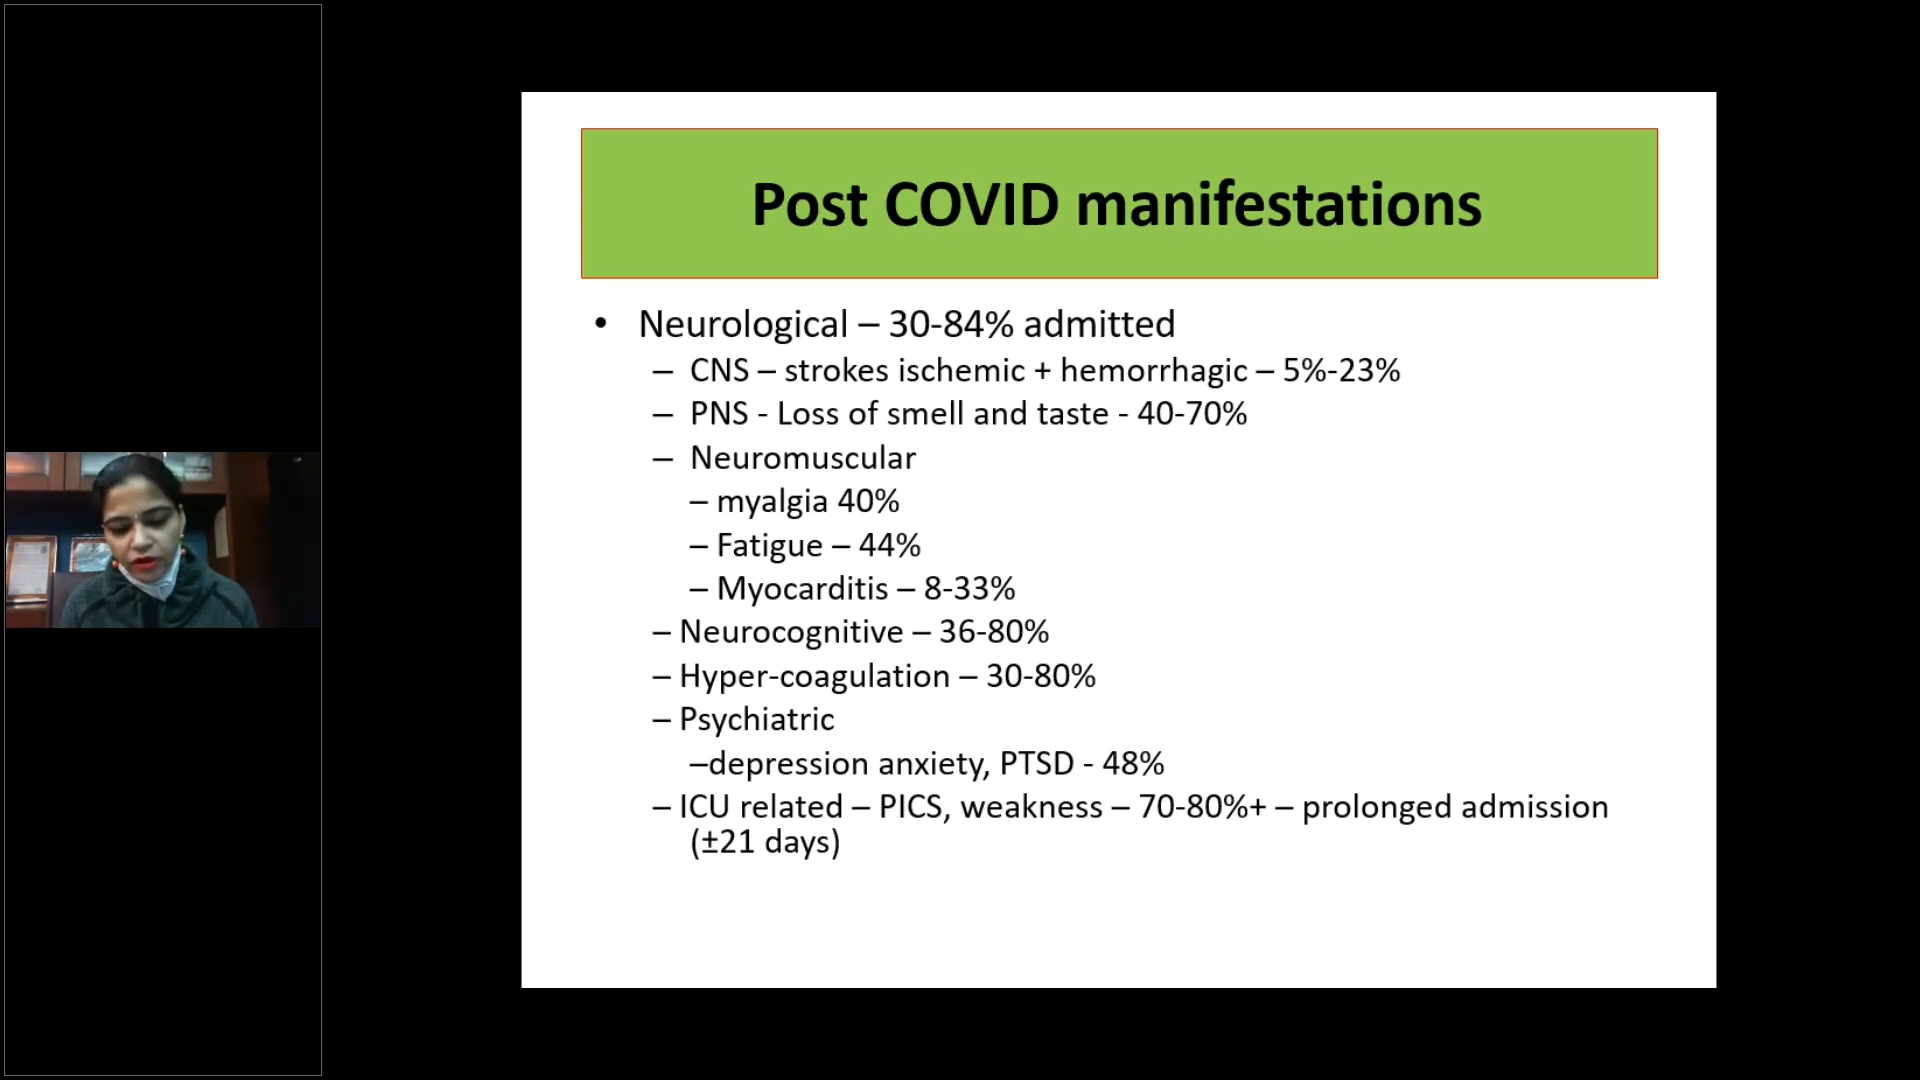 Post COVID manifestations
• Neurological – 30-84% admitted
– CNS – strokes ischemic + hemorrhagic – 5%-23%
– PNS - Loss of smell and taste - 40-70%
– Neuromuscular
– myalgia 40%
– Fatigue – 44%
– Myocarditis – 8-33%
– Neurocognitive – 36-80%
– Hyper-coagulation – 30-80%
– Psychiatric
–depression anxiety, PTSD - 48%
– ICU related – PICS, weakness – 70-80%+ – prolonged admission
(±21 days)